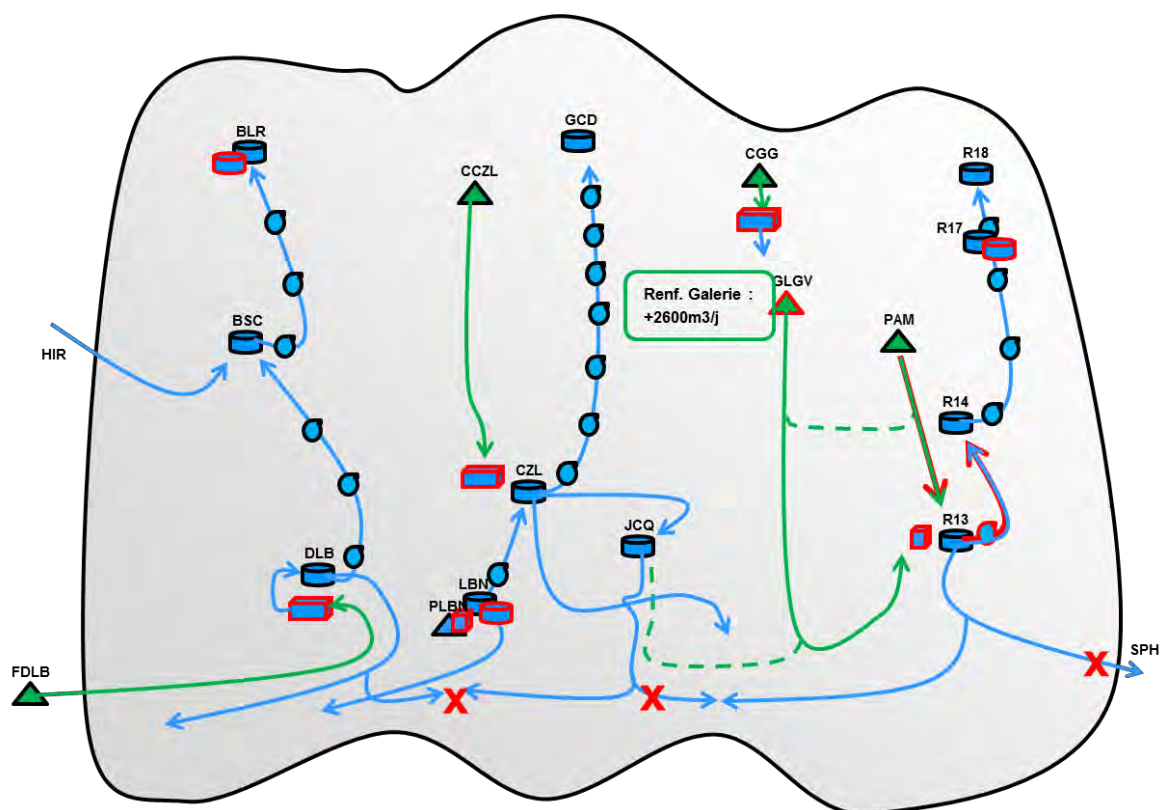 GCD
BLR
CCZL
CGG
R18
R17
Renf. Galerie :
+2600m3/j
GLGV
PAM
BSC
HIR
R14
CZL
R13
JCQ
DLB
LBN
PLBN
SPH
FDLB
X
X
X